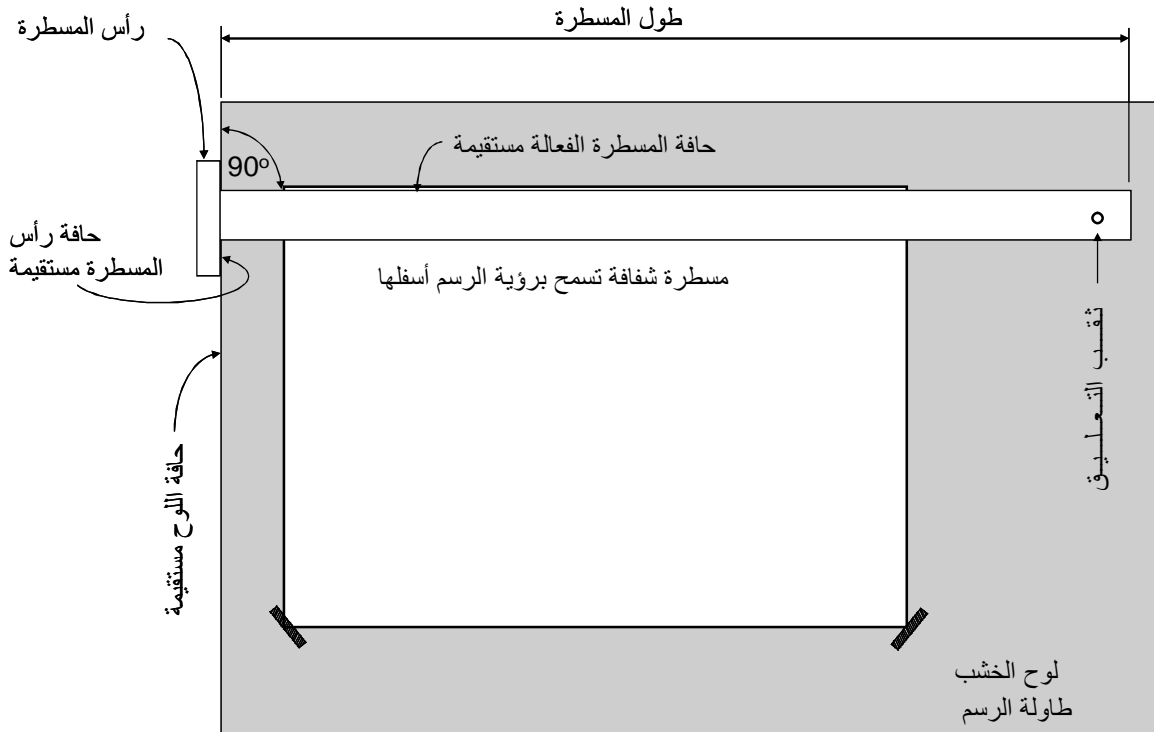 طول المسطرة
رأس المسطرة
حافة المسطرة الفعالة مستقيمة
90º
حافة رأس
المسطرة مستقيمة
مسطرة شفافة تسمح برؤية الرسم أسفلها
ثقب التعليق
حافة اللوح مستقيمة
لوح الخشب
طاولة الرسم